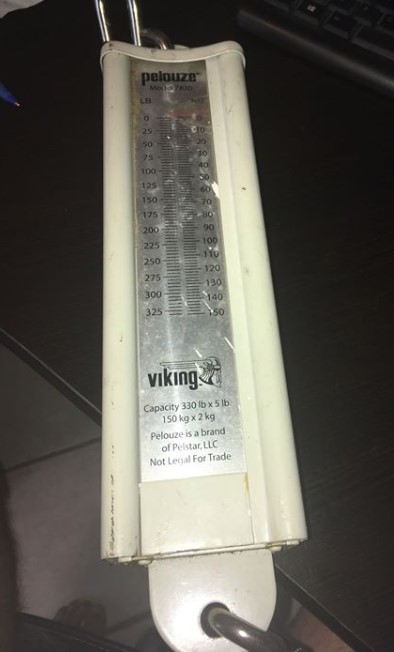 pelouze
LB
0 0
25 10
50 20
75 30
100 40
125 50
150 60
175 70
200 80
225 90
250 100
275 110
300 120
325 130
140
150
viking
Capacity 330 lb x 5 lb.
150 kg x 2 kg
Pelouze is a brand
of Pelstar, LLC
Not Legal For Trade